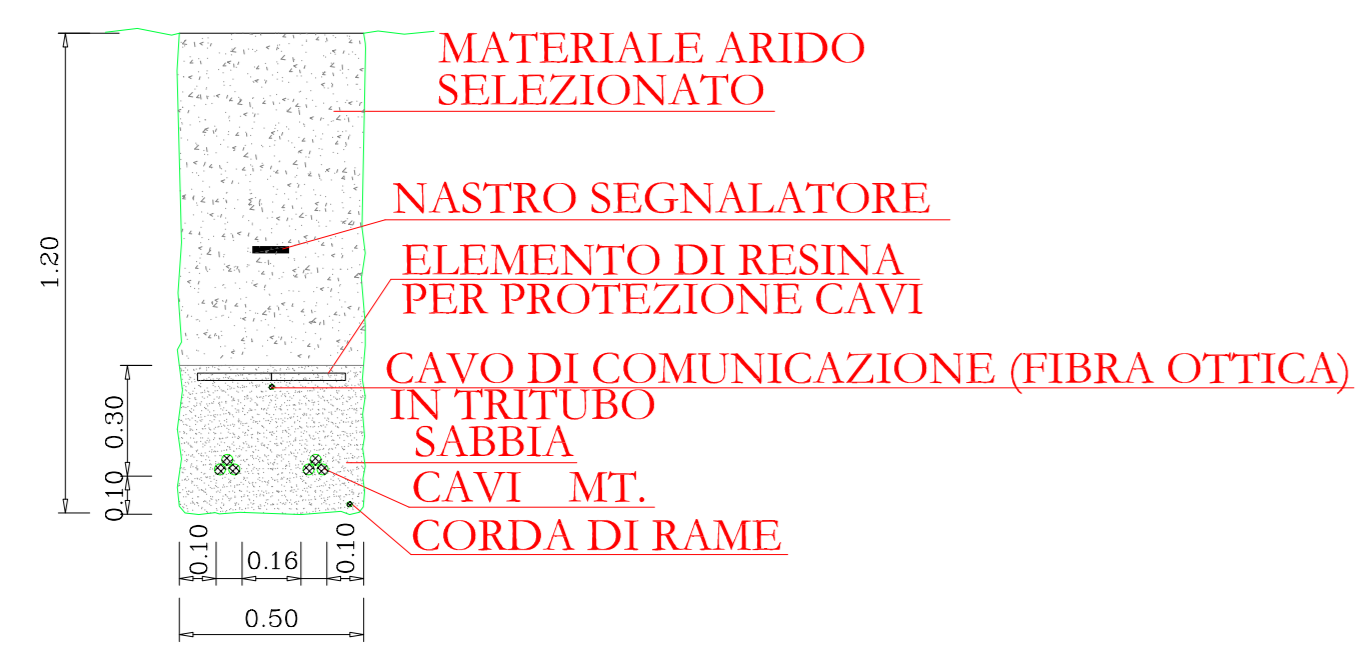 MATERIALE ARIDO
SELEZIONATO
NASTRO SEGNALATORE
ELEMENTO DI RESINA
PER PROTEZIONE CAVI
CAVO DI COMUNICAZIONE (FIBRA OTTICA)
IN TRITUBO
SABBIA
CAVI MT.
CORDA DI RAME
1.20
0.30
0.10
0.10 0.16 0.10
0.50